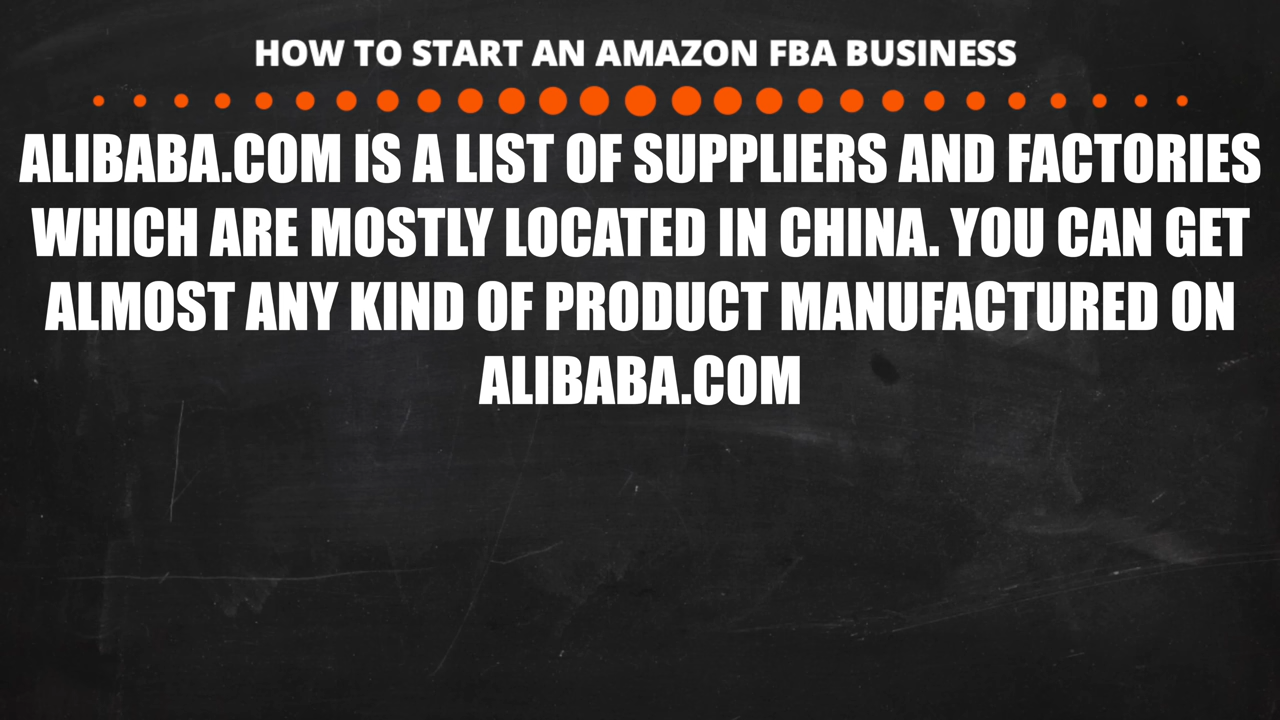 HOW TO START AN AMAZON FBA BUSINESS
ALIBABA.COM IS A LIST OF SUPPLIERS AND FACTORIES
WHICH ARE MOSTLY LOCATED IN CHINA. YOU CAN GET
ALMOST ANY KIND OF PRODUCT MANUFACTURED ON
ALIBABA.COM